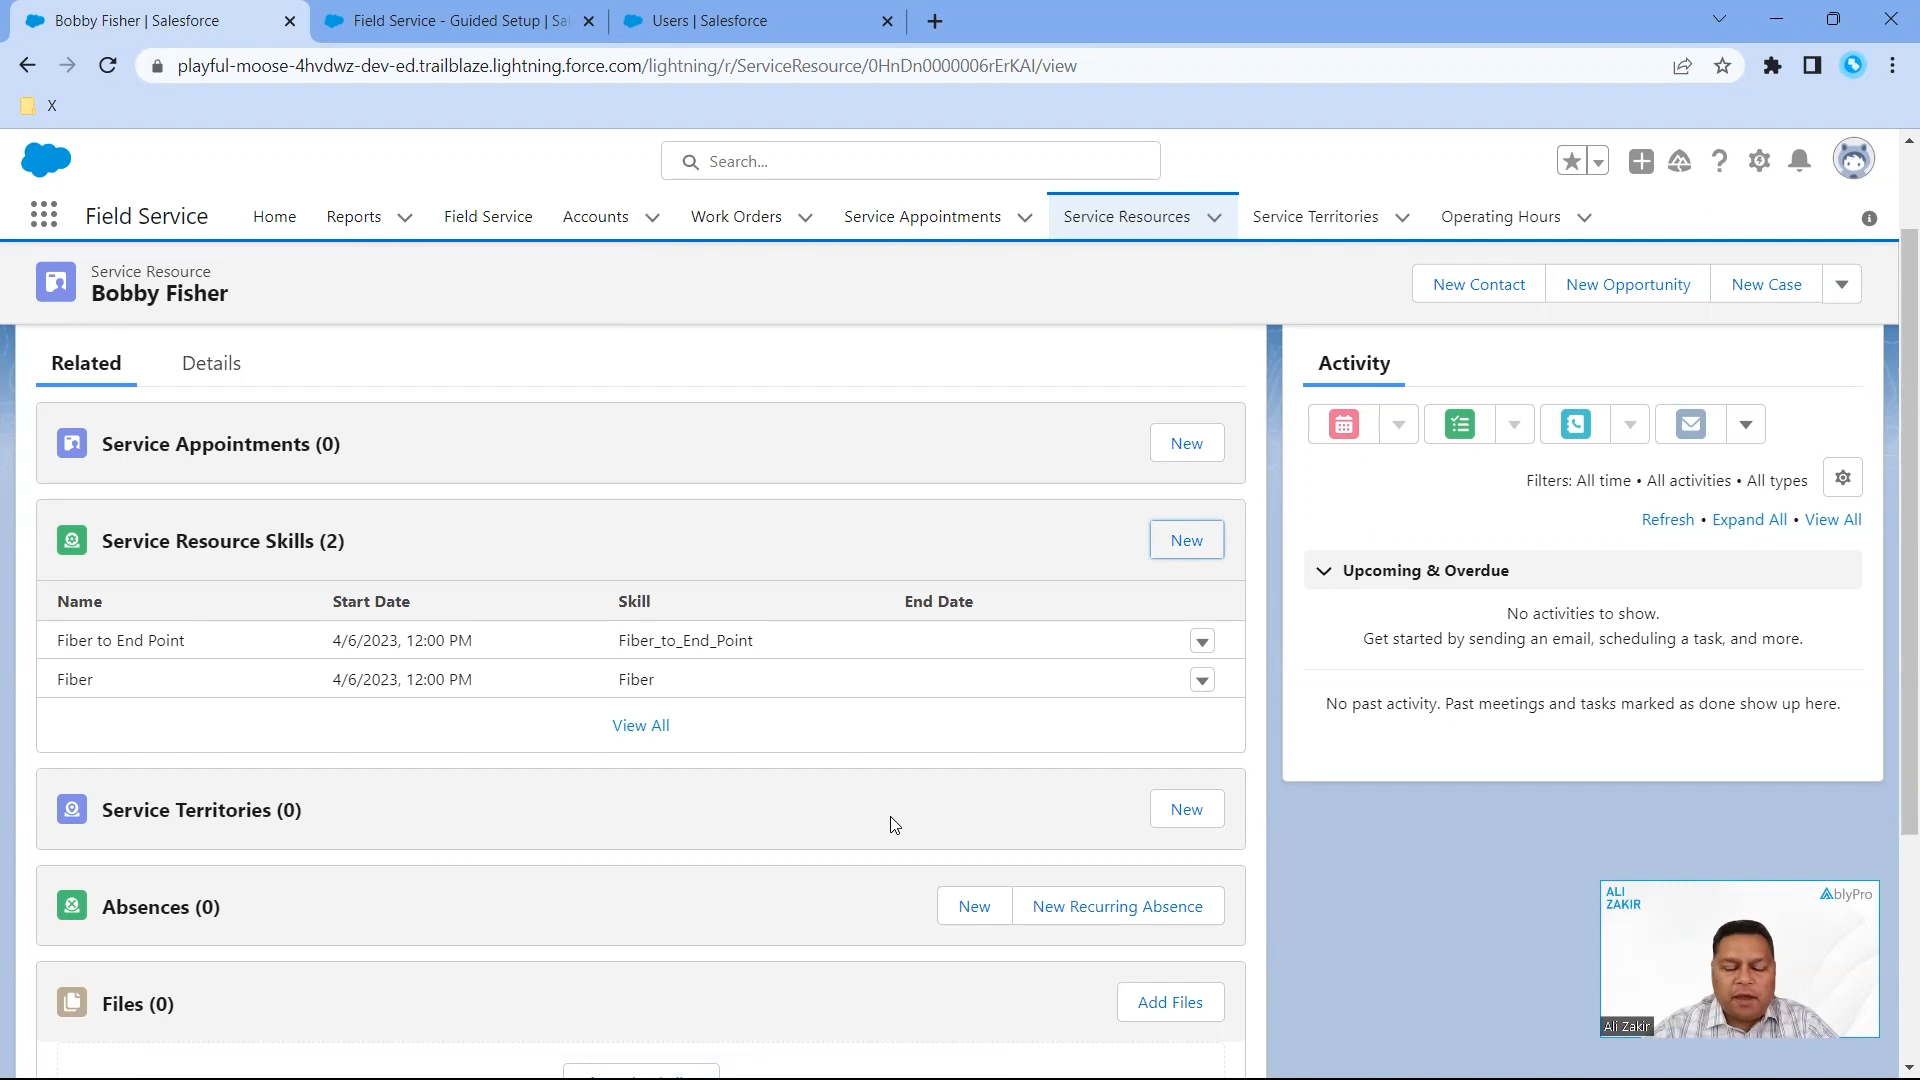 Bobby Fisher | Salesforce
Field Service - Guided Setup | Sal
Users | Salesforce
playful-moose-4hvdwz-dev-ed.trailblaze.lightning.force.com/lightning/r/ServiceResource/0HnDn0000006rErKAI/view
X
Search...
Field Service
Home
Reports
Field Service
Accounts
Work Orders
Service Appointments
Service Resources
Service Territories
Operating Hours
Service Resource
Bobby Fisher
New Contact
New Opportunity
New Case
Related
Details
Service Appointments (0)
New
Service Resource Skills (2)
New
Name Start Date Skill End Date
Fiber to End Point 4/6/2023, 12:00 PM Fiber_to_End_Point
Fiber 4/6/2023, 12:00 PM Fiber
View All
Service Territories (0)
New
Absences (0)
New
New Recurring Absence
Files (0)
Add Files
Activity
Filters: All time • All activities • All types
Refresh • Expand All • View All
Upcoming & Overdue
No activities to show.
Get started by sending an email, scheduling a task, and more.
No past activity. Past meetings and tasks marked as done show up here.
ALI
ZAKIR
AblyPro
Ali Zakir